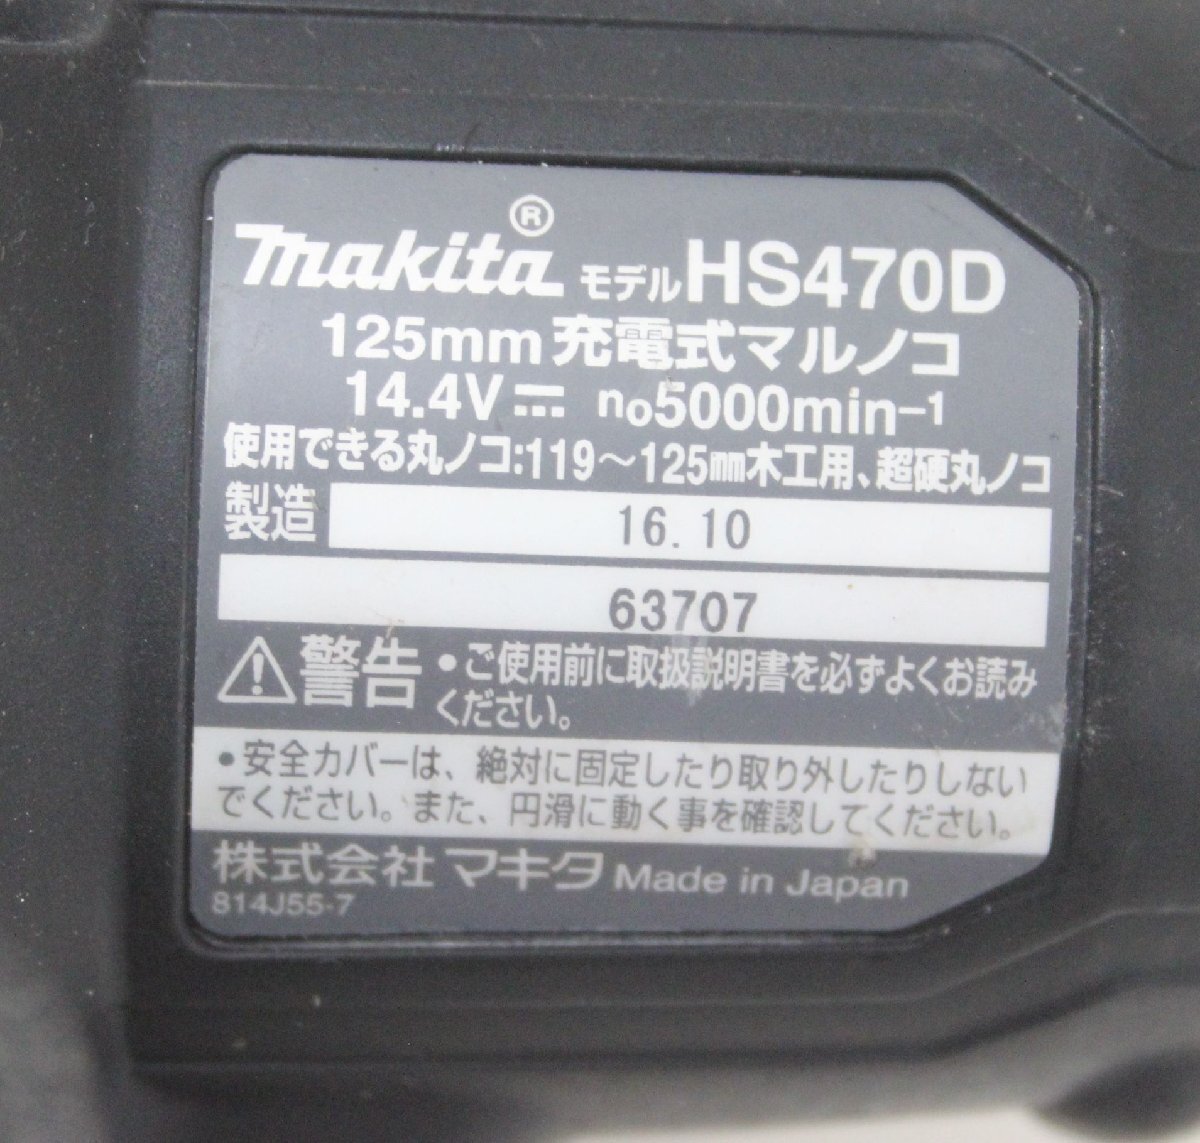 makita® モデル HS470D
125mm 充電式マルノコ
14.4V ⎓ no5000min-1
使用できる丸ノコ:119～125mm木工用、超硬丸ノコ
製造 16.10
63707
⚠警告 •ご使用前に取扱説明書を必ずよくお読み
ください。
•安全カバーは、絶対に固定したり取り外したりしない
でください。また、円滑に動く事を確認してください。
株式会社 マキタ Made in Japan
814J55-7